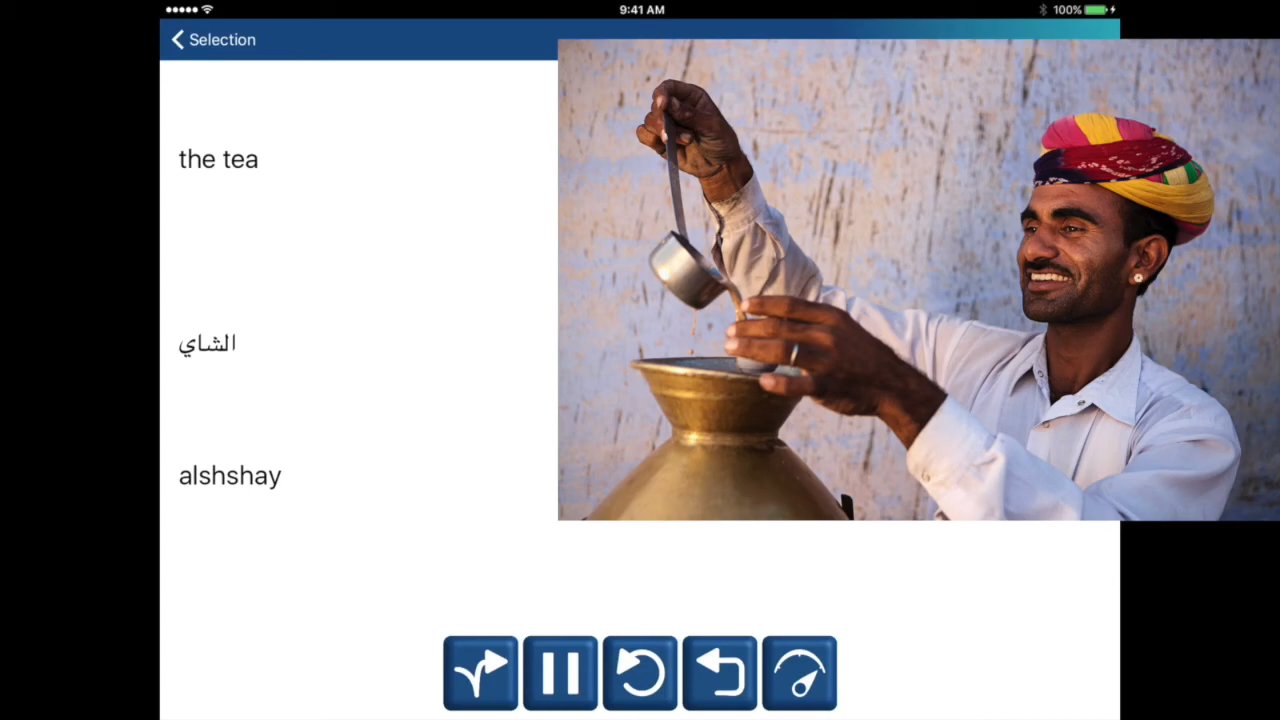 9:41 AM
100%
Selection
the tea
الشاي
alshshay